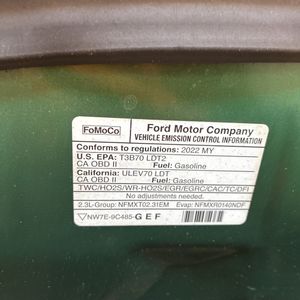 FoMoCo
Ford Motor Company
VEHICLE EMISSION CONTROL INFORMATION
Conforms to regulations: 2022 MY
U.S. EPA: T3B70 LDT2
CA OBD II Fuel: Gasoline
California: ULEV70 LDT
CA OBD II Fuel: Gasoline
TWC/HO2S/WR-HO2S/EGR/EGRC/CAC/TC/DFI
No adjustments needed.
2.3L-Group: NFMXT02.31EM Evap: NFMXR0140NDP
NW7E-9C485-GEF